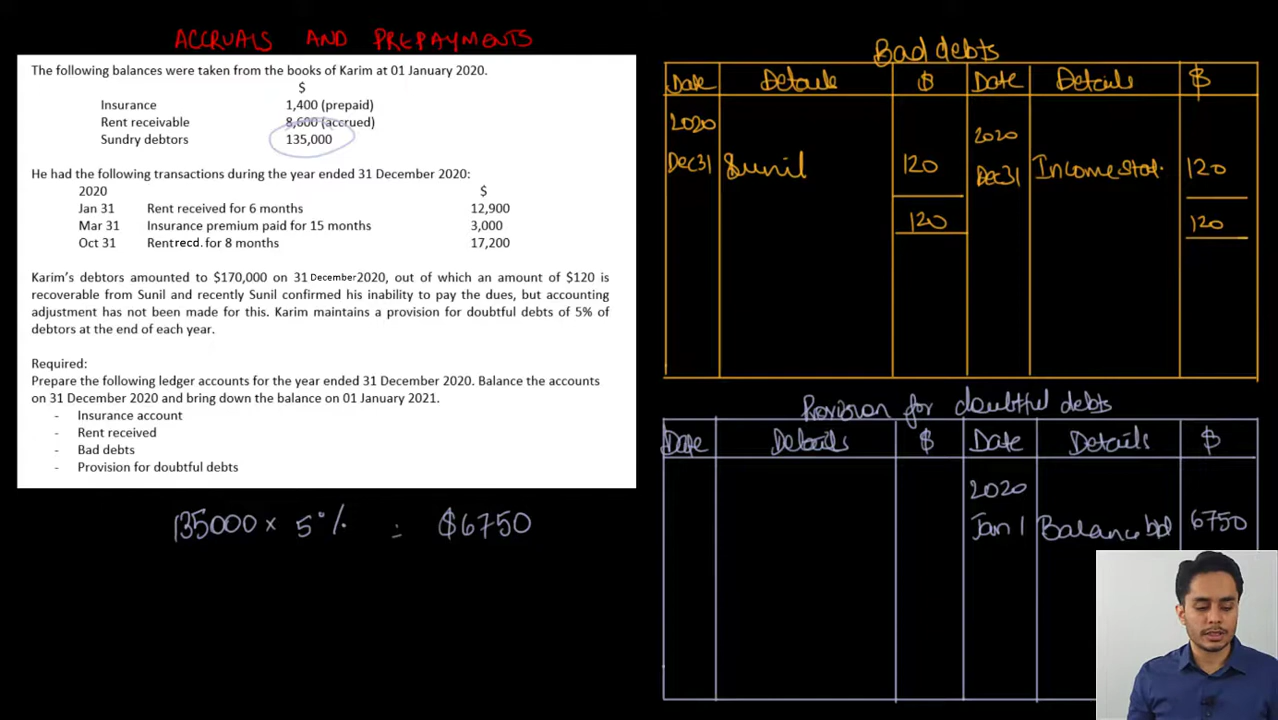 ACCRUALS AND PREPAYMENTS
The following balances were taken from the books of Karim at 01 January 2020.
$
Insurance 1,400 (prepaid)
Rent receivable 8,600 (accrued)
Sundry debtors 135,000
He had the following transactions during the year ended 31 December 2020:
2020 $
Jan 31 Rent received for 6 months 12,900
Mar 31 Insurance premium paid for 15 months 3,000
Oct 31 Rent recd. for 8 months 17,200
Karim's debtors amounted to $170,000 on 31 December 2020, out of which an amount of $120 is
recoverable from Sunil and recently Sunil confirmed his inability to pay the dues, but accounting
adjustment has not been made for this. Karim maintains a provision for doubtful debts of 5% of
debtors at the end of each year.
Required:
Prepare the following ledger accounts for the year ended 31 December 2020. Balance the accounts
on 31 December 2020 and bring down the balance on 01 January 2021.
- Insurance account
- Rent received
- Bad debts
- Provision for doubtful debts
135000 × 5% = $6750
Bad debts
Date Details $ Date Details $
2020 2020
Dec 31 Sunil 120 Dec 31 Income stat. 120
120 120
Provision for doubtful debts
Date Details $ Date Details $
2020
Jan 1 Balance b/d 6750